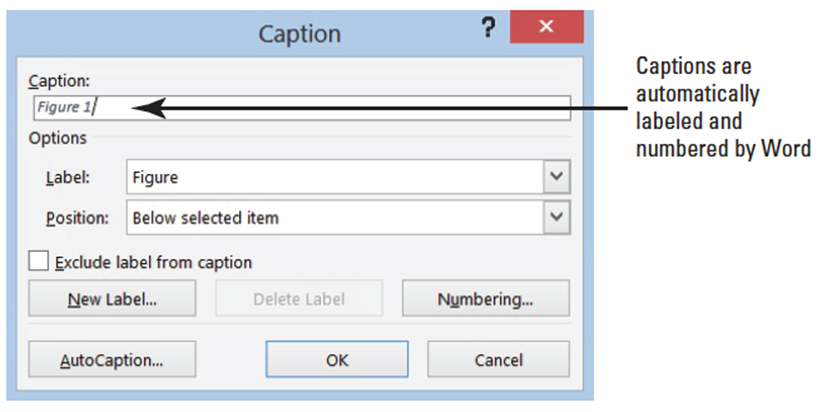 Caption
?
Caption:
Figure 1
Options
Label:
Figure
Position:
Below selected item
Exclude label from caption
New Label...
Delete Label
Numbering...
AutoCaption...
OK
Cancel
Captions are
automatically
labeled and
numbered by Word